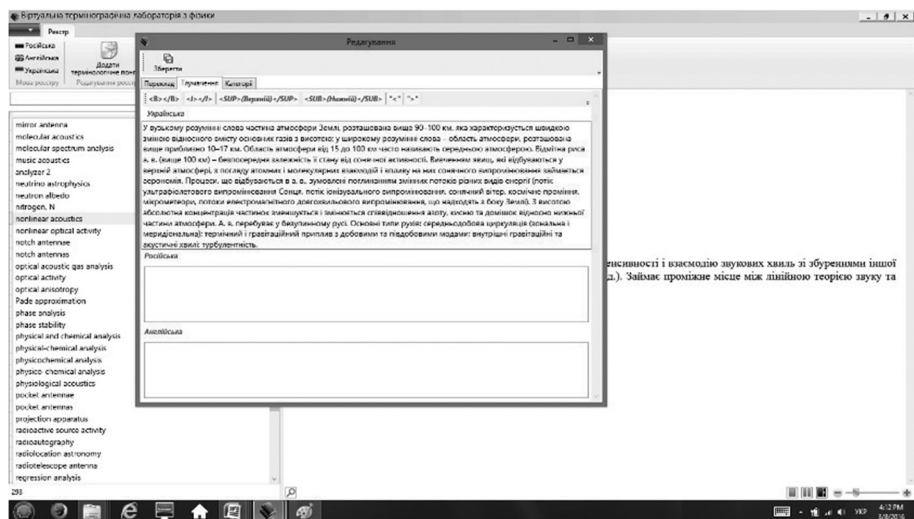 Віртуальна термінографічна лабораторія з фізики
Реєстр
Російська
Англійська
Українська
Мова реєстру
Додати
термінологічне
Редагування
Редагування
Зберегти
Переклад Тлумачення Категорії
<B></B> <I></I> <SUP>(Верхній)</SUP> <SUB>(Нижній)</SUB> "<" ">"
Українська
У вузькому розумінні слова частина атмосфери Землі, розташована вище 90–100 км, яка характеризується швидкою
зміною відносного вмісту основних газів з висотою; у широкому розумінні слова – область атмосфери, розташована
вище приблизно 10–17 км. Область атмосфери від 15 до 100 км часто називають середньою атмосферою. Відмітна риса
а. в. (вище 100 км) – безпосередня залежність її стану від сонячної активності. Вивченням явищ, які відбуваються у
верхній атмосфері, з погляду атомних і молекулярних взаємодій і впливу на них сонячного випромінювання займається
аерономія. Процеси, що відбуваються в а. в., зумовлені поглинанням змінних потоків різних видів енергії (потік
ультрафіолетового випромінювання Сонця, потік іонізувального випромінювання, сонячний вітер, космічне проміння,
мікрометеори, потоки електромагнітного довгохвильового випромінювання, що надходять з боку Землі). З висотою
абсолютна концентрація частинок зменшується і змінюється співвідношення азоту, кисню та домішок відносно нижньої
частини атмосфери. А. в. перебуває у безупинному русі. Основні типи рухів: середньодобова циркуляція (зональна і
меридіональна); термічний і гравітаційний приплив з добовими та півдобовими модами; внутрішні гравітаційні та
акустичні хвилі; турбулентність.
Російська
Англійська
mirror antenna
molecular acoustics
molecular spectrum analysis
music acoustics
analyzer 2
neutrino astrophysics
neutron albedo
nitrogen, N
nonlinear acoustics
nonlinear optical activity
notch antennae
notch antennas
optical acoustic gas analysis
optical activity
optical anisotropy
Pade approximation
phase analysis
phase stability
physical and chemical analysis
physical-chemical analysis
physicochemical analysis
physico-chemical analysis
physiological acoustics
pocket antennae
pocket antennas
projection apparatus
radioactive source activity
radioautography
radiolocation astronomy
radiotelescope antenna
regression analysis
298
і взаємодію звукових хвиль зі збуреннями іншої
Займає проміжне місце між лінійною теорією звуку та
УКР
4:12 PM
3/8/2016